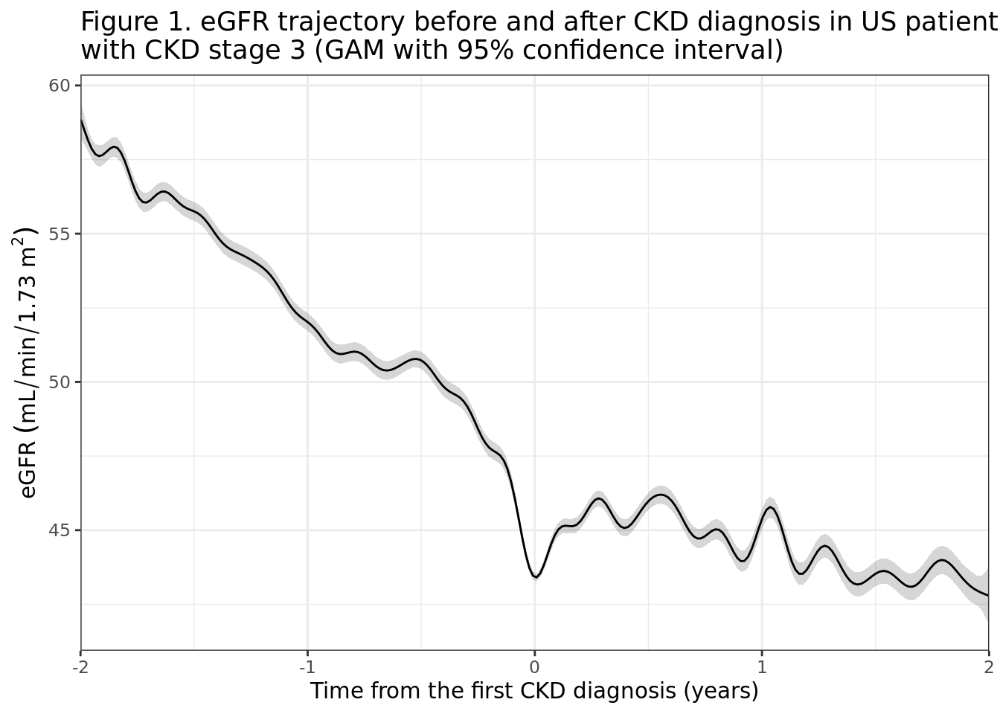 Figure 1. eGFR trajectory before and after CKD diagnosis in US patient
with CKD stage 3 (GAM with 95% confidence interval)
60
55
50
45
eGFR (mL/min/1.73 m²)
-2 -1 0 1 2
Time from the first CKD diagnosis (years)